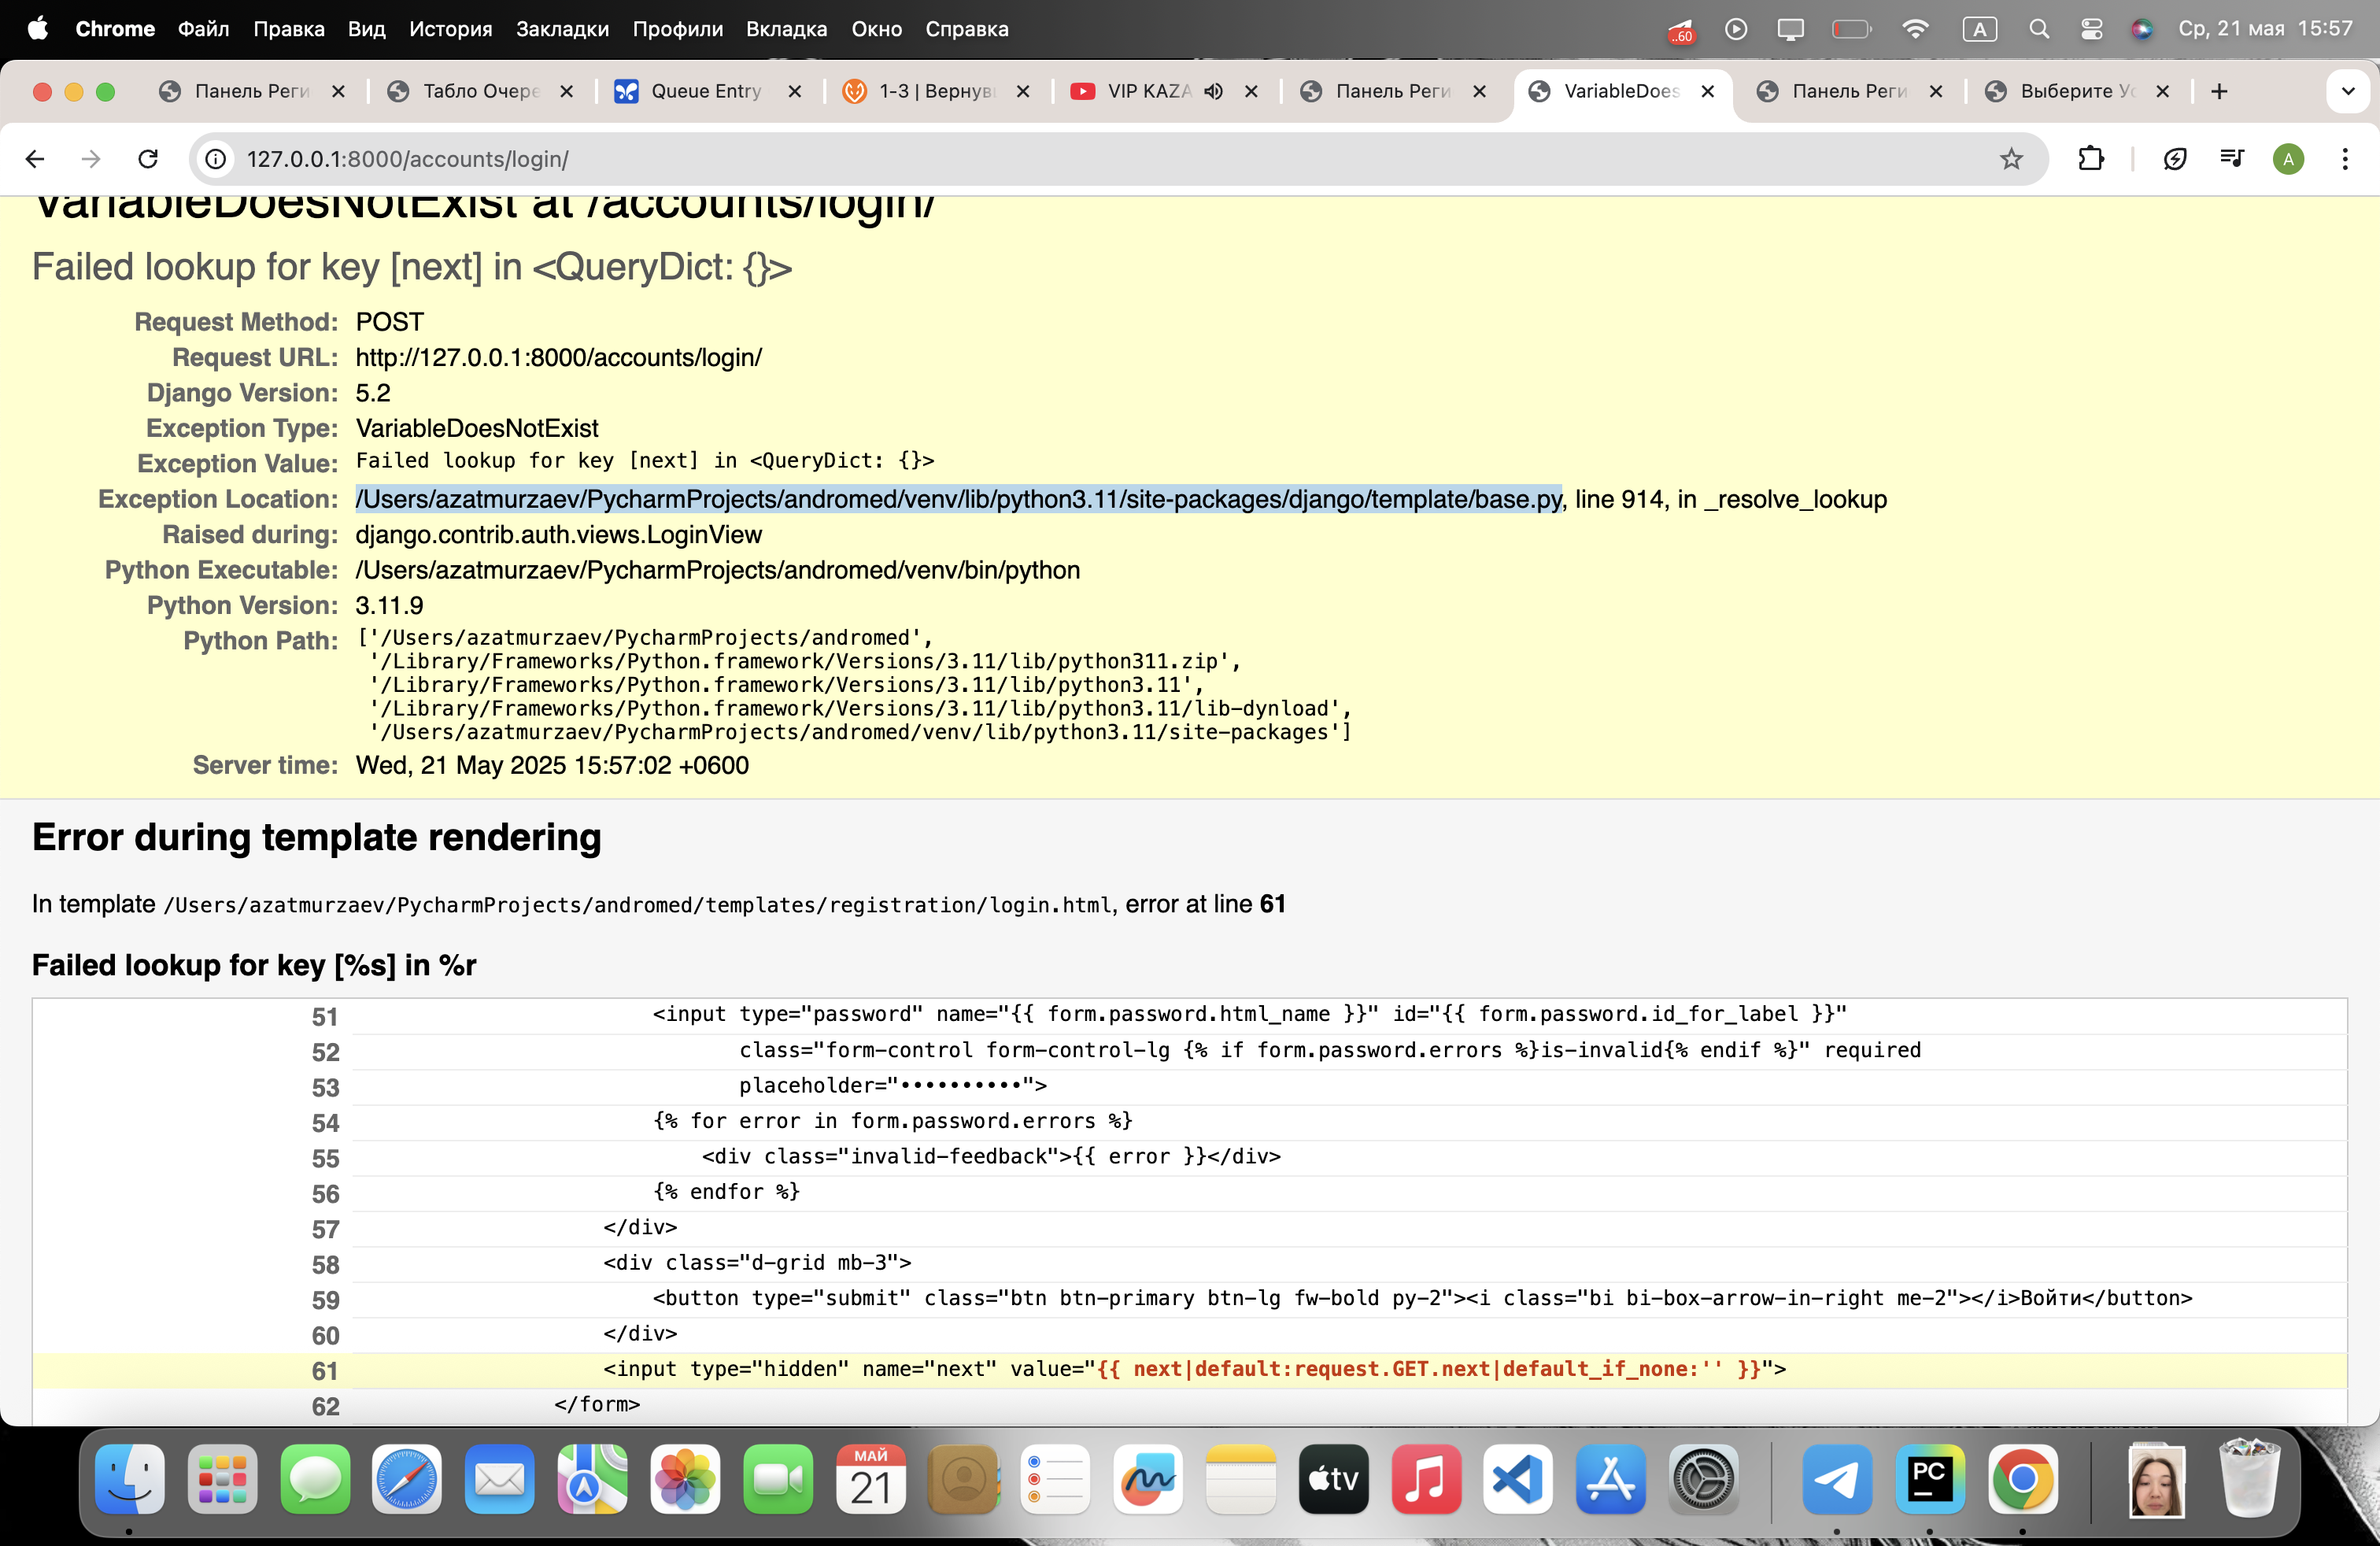 Chrome Файл Правка Вид История Закладки Профили Вкладка Окно Справка ..60 A Ср, 21 мая 15:57
Панель Реги Табло Очере Queue Entry 1-3 | Вернув VIP KAZA Панель Реги VariableDoes Панель Реги Выберите Ус
127.0.0.1:8000/accounts/login/ A
VariableDoesNotExist at /accounts/login/
Failed lookup for key [next] in <QueryDict: {}>
Request Method: POST
Request URL: http://127.0.0.1:8000/accounts/login/
Django Version: 5.2
Exception Type: VariableDoesNotExist
Exception Value: Failed lookup for key [next] in <QueryDict: {}>
Exception Location: /Users/azatmurzaev/PycharmProjects/andromed/venv/lib/python3.11/site-packages/django/template/base.py, line 914, in _resolve_lookup
Raised during: django.contrib.auth.views.LoginView
Python Executable: /Users/azatmurzaev/PycharmProjects/andromed/venv/bin/python
Python Version: 3.11.9
Python Path: ['/Users/azatmurzaev/PycharmProjects/andromed',
'/Library/Frameworks/Python.framework/Versions/3.11/lib/python311.zip',
'/Library/Frameworks/Python.framework/Versions/3.11/lib/python3.11',
'/Library/Frameworks/Python.framework/Versions/3.11/lib/python3.11/lib-dynload',
'/Users/azatmurzaev/PycharmProjects/andromed/venv/lib/python3.11/site-packages']
Server time: Wed, 21 May 2025 15:57:02 +0600
Error during template rendering
In template /Users/azatmurzaev/PycharmProjects/andromed/templates/registration/login.html, error at line 61
Failed lookup for key [%s] in %r
51 <input type="password" name="{{ form.password.html_name }}" id="{{ form.password.id_for_label }}"
52 class="form-control form-control-lg {% if form.password.errors %}is-invalid{% endif %}" required
53 placeholder="••••••••••">
54 {% for error in form.password.errors %}
55 <div class="invalid-feedback">{{ error }}</div>
56 {% endfor %}
57 </div>
58 <div class="d-grid mb-3">
59 <button type="submit" class="btn btn-primary btn-lg fw-bold py-2"><i class="bi bi-box-arrow-in-right me-2"></i>Войти</button>
60 </div>
61 <input type="hidden" name="next" value="{{ next|default:request.GET.next|default_if_none:'' }}">
62 </form>
МАЙ
21
tv
PC